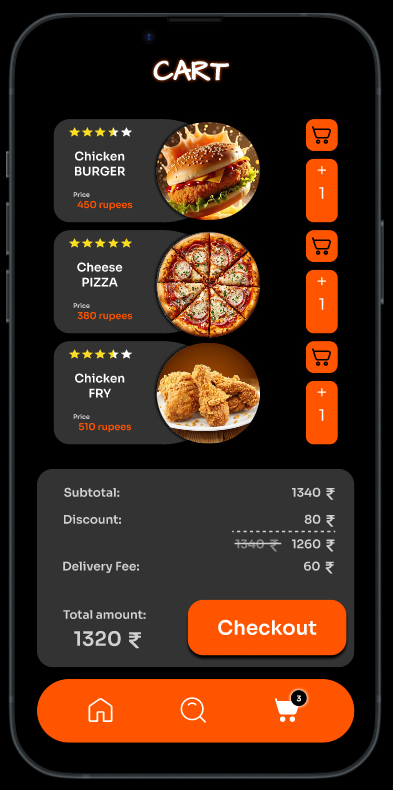 CART
Chicken
BURGER
Price
450 rupees
+
1
Cheese
PIZZA
Price
380 rupees
+
1
Chicken
FRY
Price
510 rupees
+
1
Subtotal: 1340 ₹
Discount: 80 ₹
1340 ₹ 1260 ₹
Delivery Fee: 60 ₹
Total amount:
1320 ₹
Checkout
3